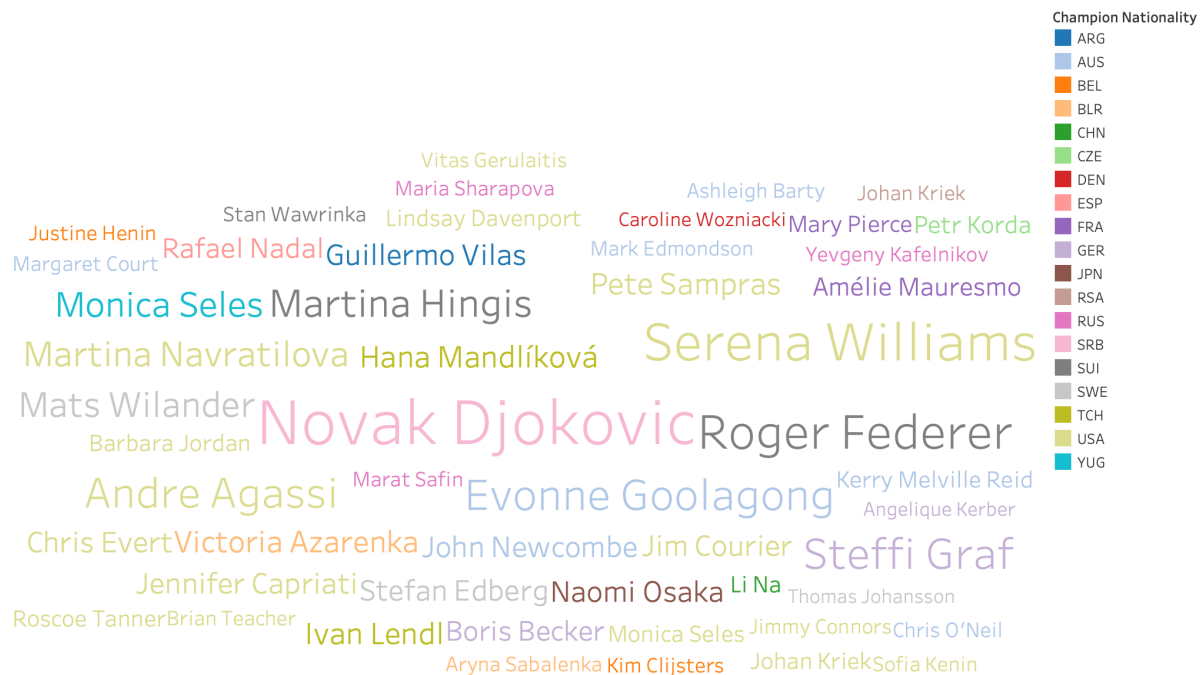 Champion Nationality
ARG
AUS
BEL
BLR
CHN
CZE
DEN
ESP
FRA
GER
JPN
RSA
RUS
SRB
SUI
SWE
TCH
USA
YUG
Vitas Gerulaitis
Maria Sharapova
Ashleigh Barty
Johan Kriek
Stan Wawrinka
Lindsay Davenport
Caroline Wozniacki
Mary Pierce
Petr Korda
Justine Henin
Rafael Nadal
Guillermo Vilas
Mark Edmondson
Yevgeny Kafelnikov
Margaret Court
Pete Sampras
Amélie Mauresmo
Monica Seles
Martina Hingis
Serena Williams
Martina Navratilova
Hana Mandlíková
Mats Wilander
Novak Djokovic
Roger Federer
Barbara Jordan
Marat Safin
Kerry Melville Reid
Andre Agassi
Evonne Goolagong
Angelique Kerber
Chris Evert
Victoria Azarenka
John Newcombe
Jim Courier
Steffi Graf
Jennifer Capriati
Stefan Edberg
Naomi Osaka
Li Na
Thomas Johansson
Roscoe Tanner
Brian Teacher
Ivan Lendl
Boris Becker
Monica Seles
Jimmy Connors
Chris O’Neil
Aryna Sabalenka
Kim Clijsters
Johan Kriek
Sofia Kenin